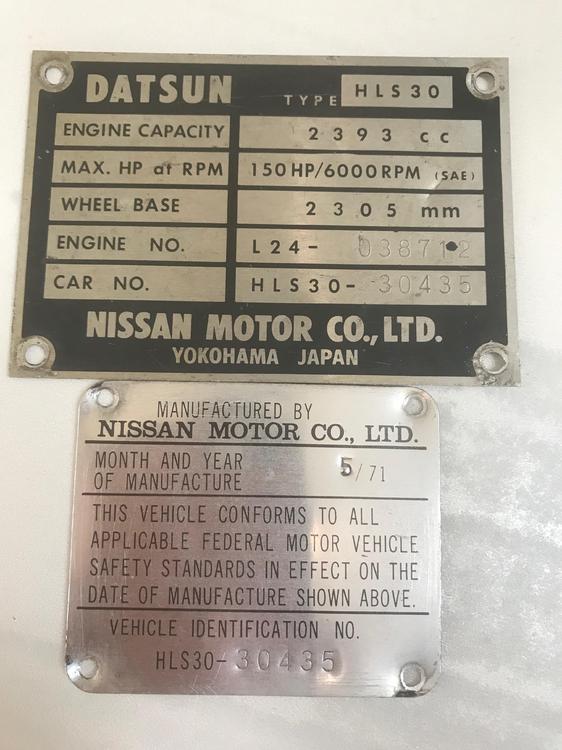 DATSUN TYPE HLS30
ENGINE CAPACITY 2393 cc
MAX. HP at RPM 150HP/6000RPM (SAE)
WHEEL BASE 2305 mm
ENGINE NO. L24- 038712
CAR NO. HLS30- 30435
NISSAN MOTOR CO., LTD.
YOKOHAMA JAPAN
MANUFACTURED BY
NISSAN MOTOR CO., LTD.
MONTH AND YEAR
OF MANUFACTURE 5/71
THIS VEHICLE CONFORMS TO ALL
APPLICABLE FEDERAL MOTOR VEHICLE
SAFETY STANDARDS IN EFFECT ON THE
DATE OF MANUFACTURE SHOWN ABOVE.
VEHICLE IDENTIFICATION NO.
HLS30-30435